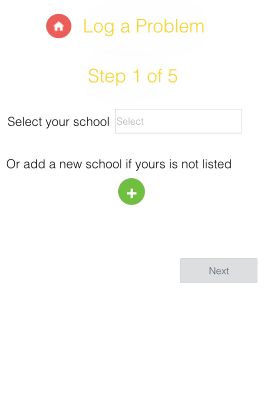 Log a Problem
Step 1 of 5
Select your school Select
Or add a new school if yours is not listed
+
Next